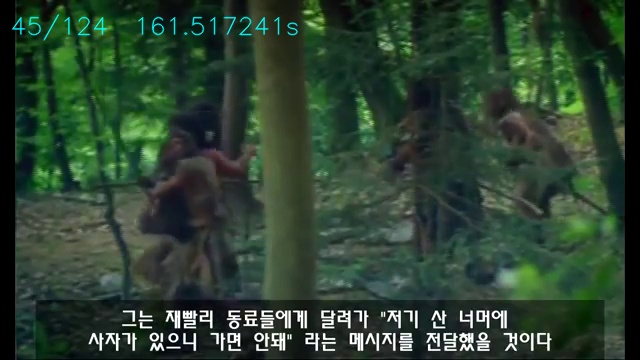 45/124 161.517241s
그는 재빨리 동료들에게 달려가 "저기 산 너머에
사자가 있으니 가면 안돼" 라는 메시지를 전달했을 것이다